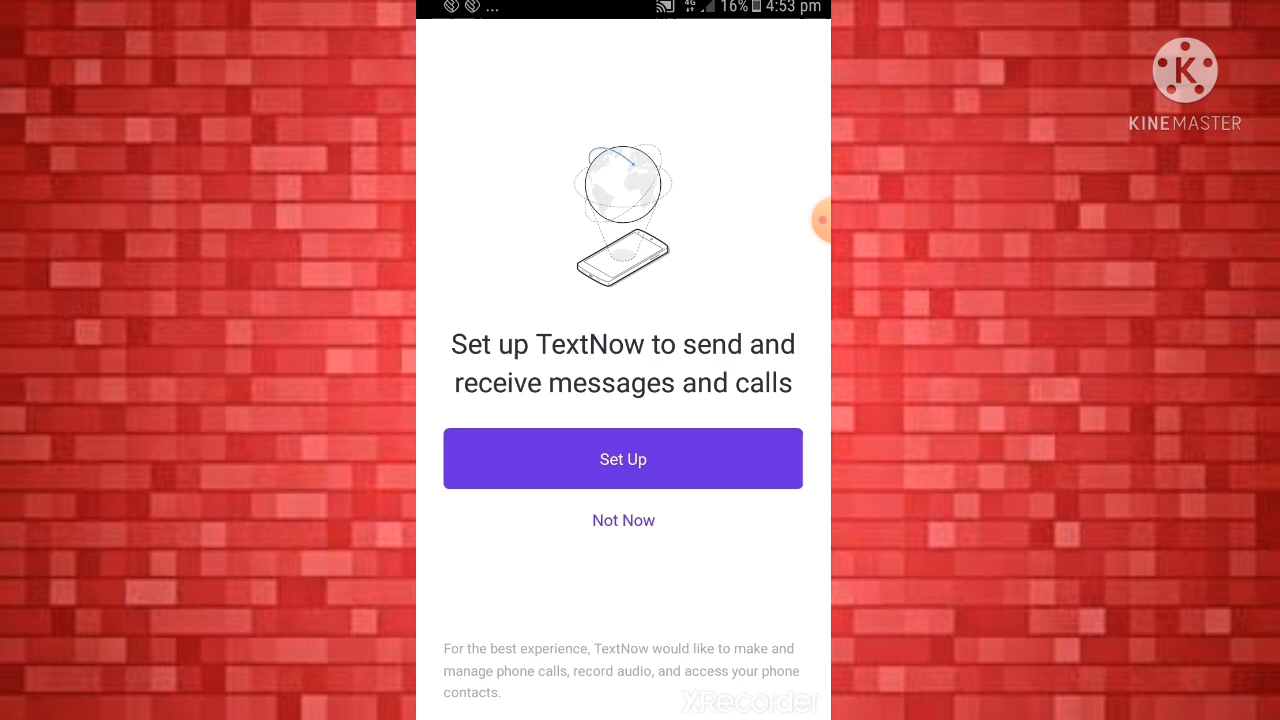 ... 4G 16% 4:53 pm
K
KINEMASTER
Set up TextNow to send and
receive messages and calls
Set Up
Not Now
For the best experience, TextNow would like to make and
manage phone calls, record audio, and access your phone
contacts.
XRecorder